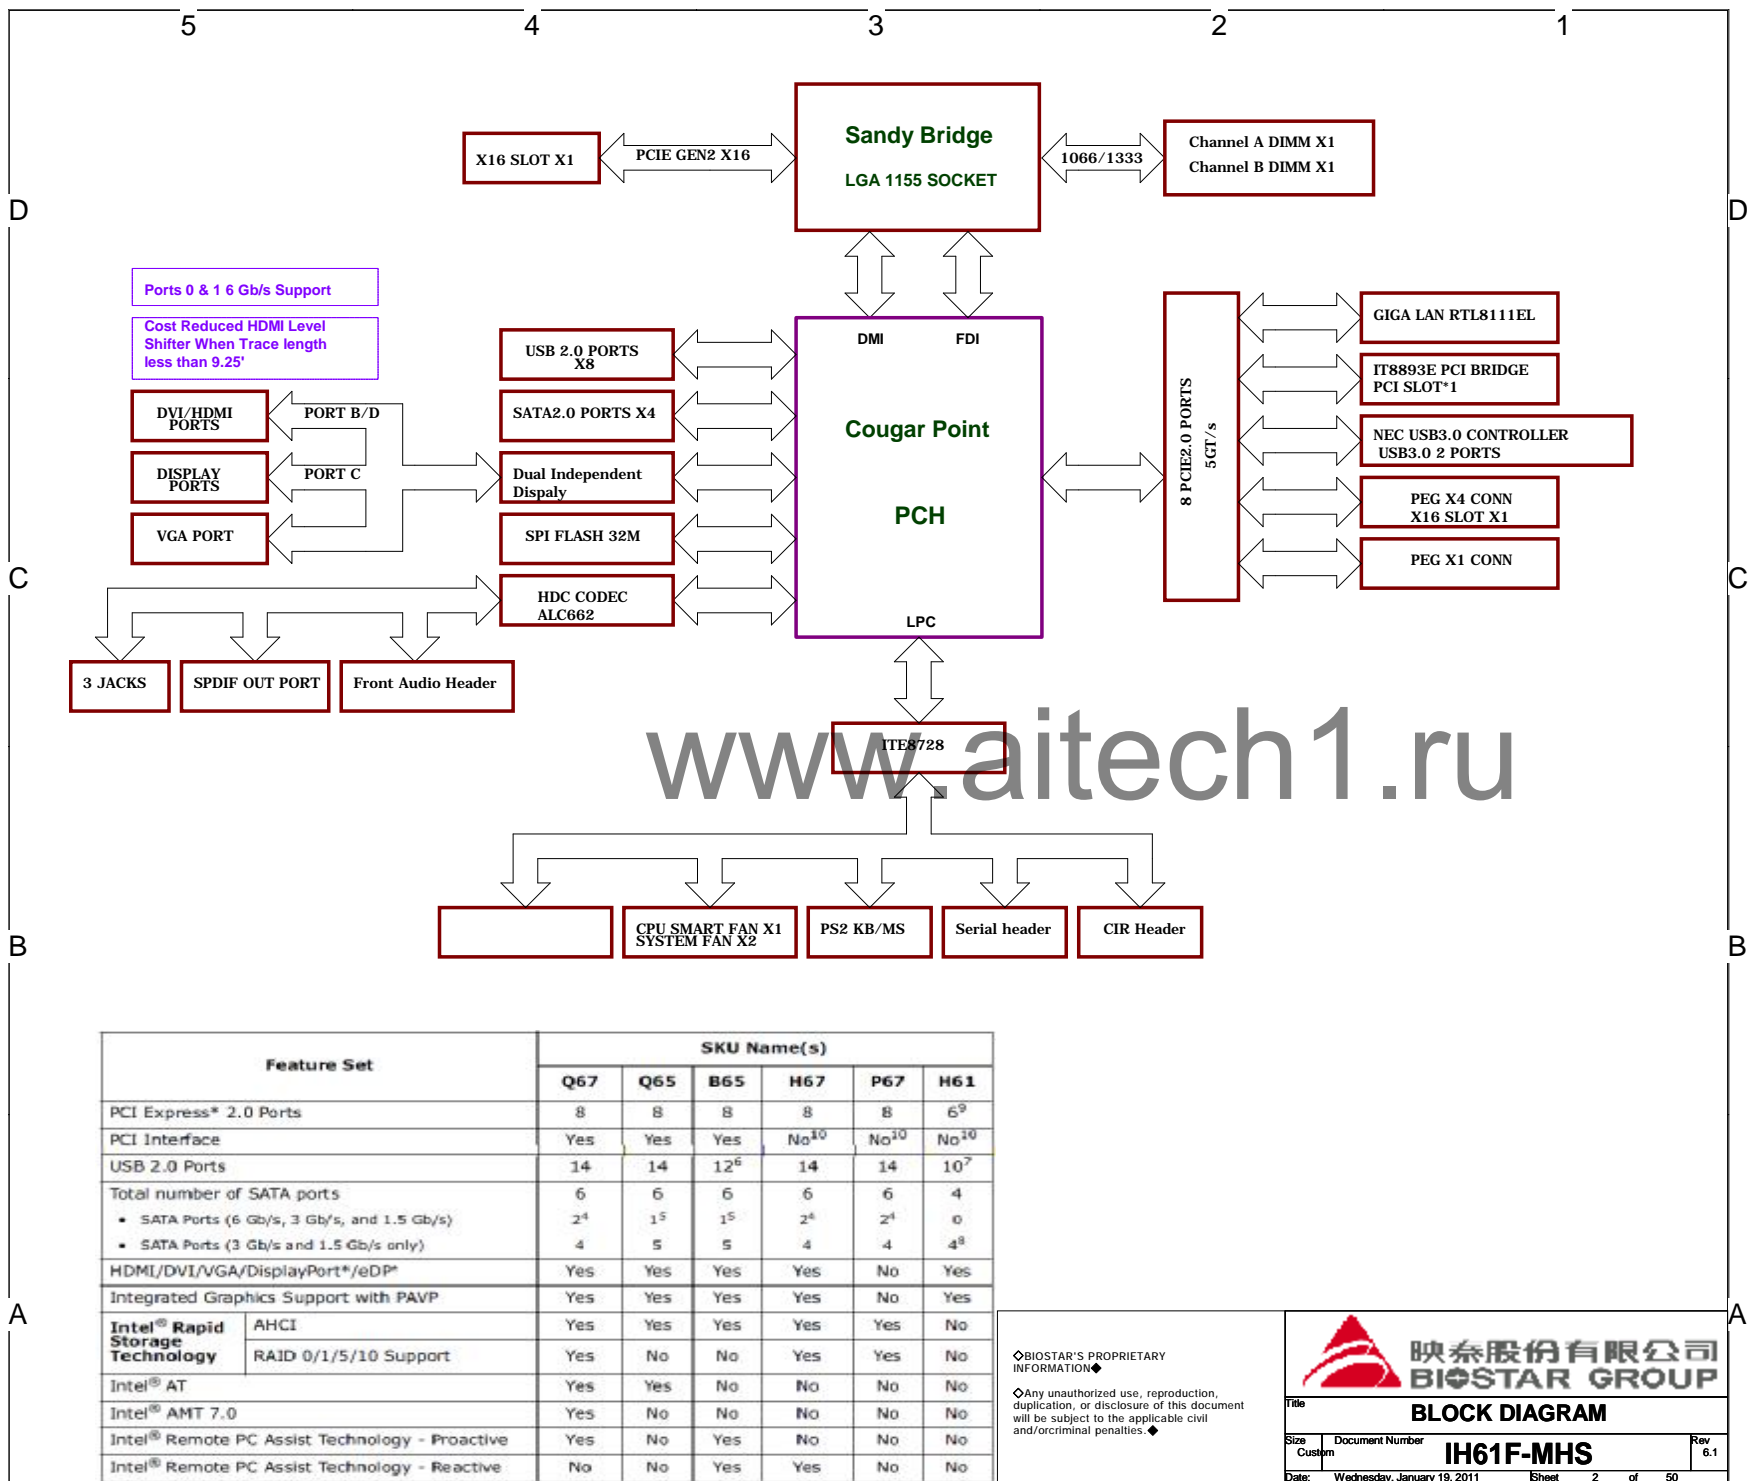 5 4 3 2 1
Sandy Bridge
LGA 1155 SOCKET
X16 SLOT X1
PCIE GEN2 X16
1066/1333
Channel A DIMM X1
Channel B DIMM X1
D D
Ports 0 & 1 6 Gb/s Support
Cost Reduced HDMI Level
Shifter When Trace length
less than 9.25'
DMI FDI
Cougar Point
PCH
LPC
USB 2.0 PORTS
X8
SATA2.0 PORTS X4
Dual Independent
Dispaly
SPI FLASH 32M
HDC CODEC
ALC662
DVI/HDMI
PORTS
PORT B/D
DISPLAY
PORTS
PORT C
VGA PORT
8 PCIE2.0 PORTS
5GT/s
GIGA LAN RTL8111EL
IT8893E PCI BRIDGE
PCI SLOT*1
NEC USB3.0 CONTROLLER
USB3.0 2 PORTS
PEG X4 CONN
X16 SLOT X1
PEG X1 CONN
C C
3 JACKS
SPDIF OUT PORT
Front Audio Header
ITE8728
www.aitech1.ru
CPU SMART FAN X1
SYSTEM FAN X2
PS2 KB/MS
Serial header
CIR Header
B B
Feature Set SKU Name(s)
Q67 Q65 B65 H67 P67 H61
PCI Express* 2.0 Ports 8 8 8 8 8 6⁹
PCI Interface Yes Yes Yes No¹⁰ No¹⁰ No¹⁰
USB 2.0 Ports 14 14 12⁶ 14 14 10⁷
Total number of SATA ports 6 6 6 6 6 4
• SATA Ports (6 Gb/s, 3 Gb/s, and 1.5 Gb/s) 2⁴ 1⁵ 1⁵ 2⁴ 2⁴ 0
• SATA Ports (3 Gb/s and 1.5 Gb/s only) 4 5 5 4 4 4⁸
HDMI/DVI/VGA/DisplayPort*/eDP* Yes Yes Yes Yes No Yes
Integrated Graphics Support with PAVP Yes Yes Yes Yes No Yes
Intel® Rapid Storage Technology AHCI Yes Yes Yes Yes Yes No
RAID 0/1/5/10 Support Yes No No Yes Yes No
Intel® AT Yes Yes No No No No
Intel® AMT 7.0 Yes No No No No No
Intel® Remote PC Assist Technology - Proactive Yes No Yes No No No
Intel® Remote PC Assist Technology - Reactive No No Yes Yes No No
A A
◇BIOSTAR'S PROPRIETARY
INFORMATION◆
◇Any unauthorized use, reproduction,
duplication, or disclosure of this document
will be subject to the applicable civil
and/orcriminal penalties.◆
映泰股份有限公司
BIOSTAR GROUP
Title
BLOCK DIAGRAM
Size Document Number Rev
Custom IH61F-MHS 6.1
Date: Wednesday, January 19, 2011 Sheet 2 of 50